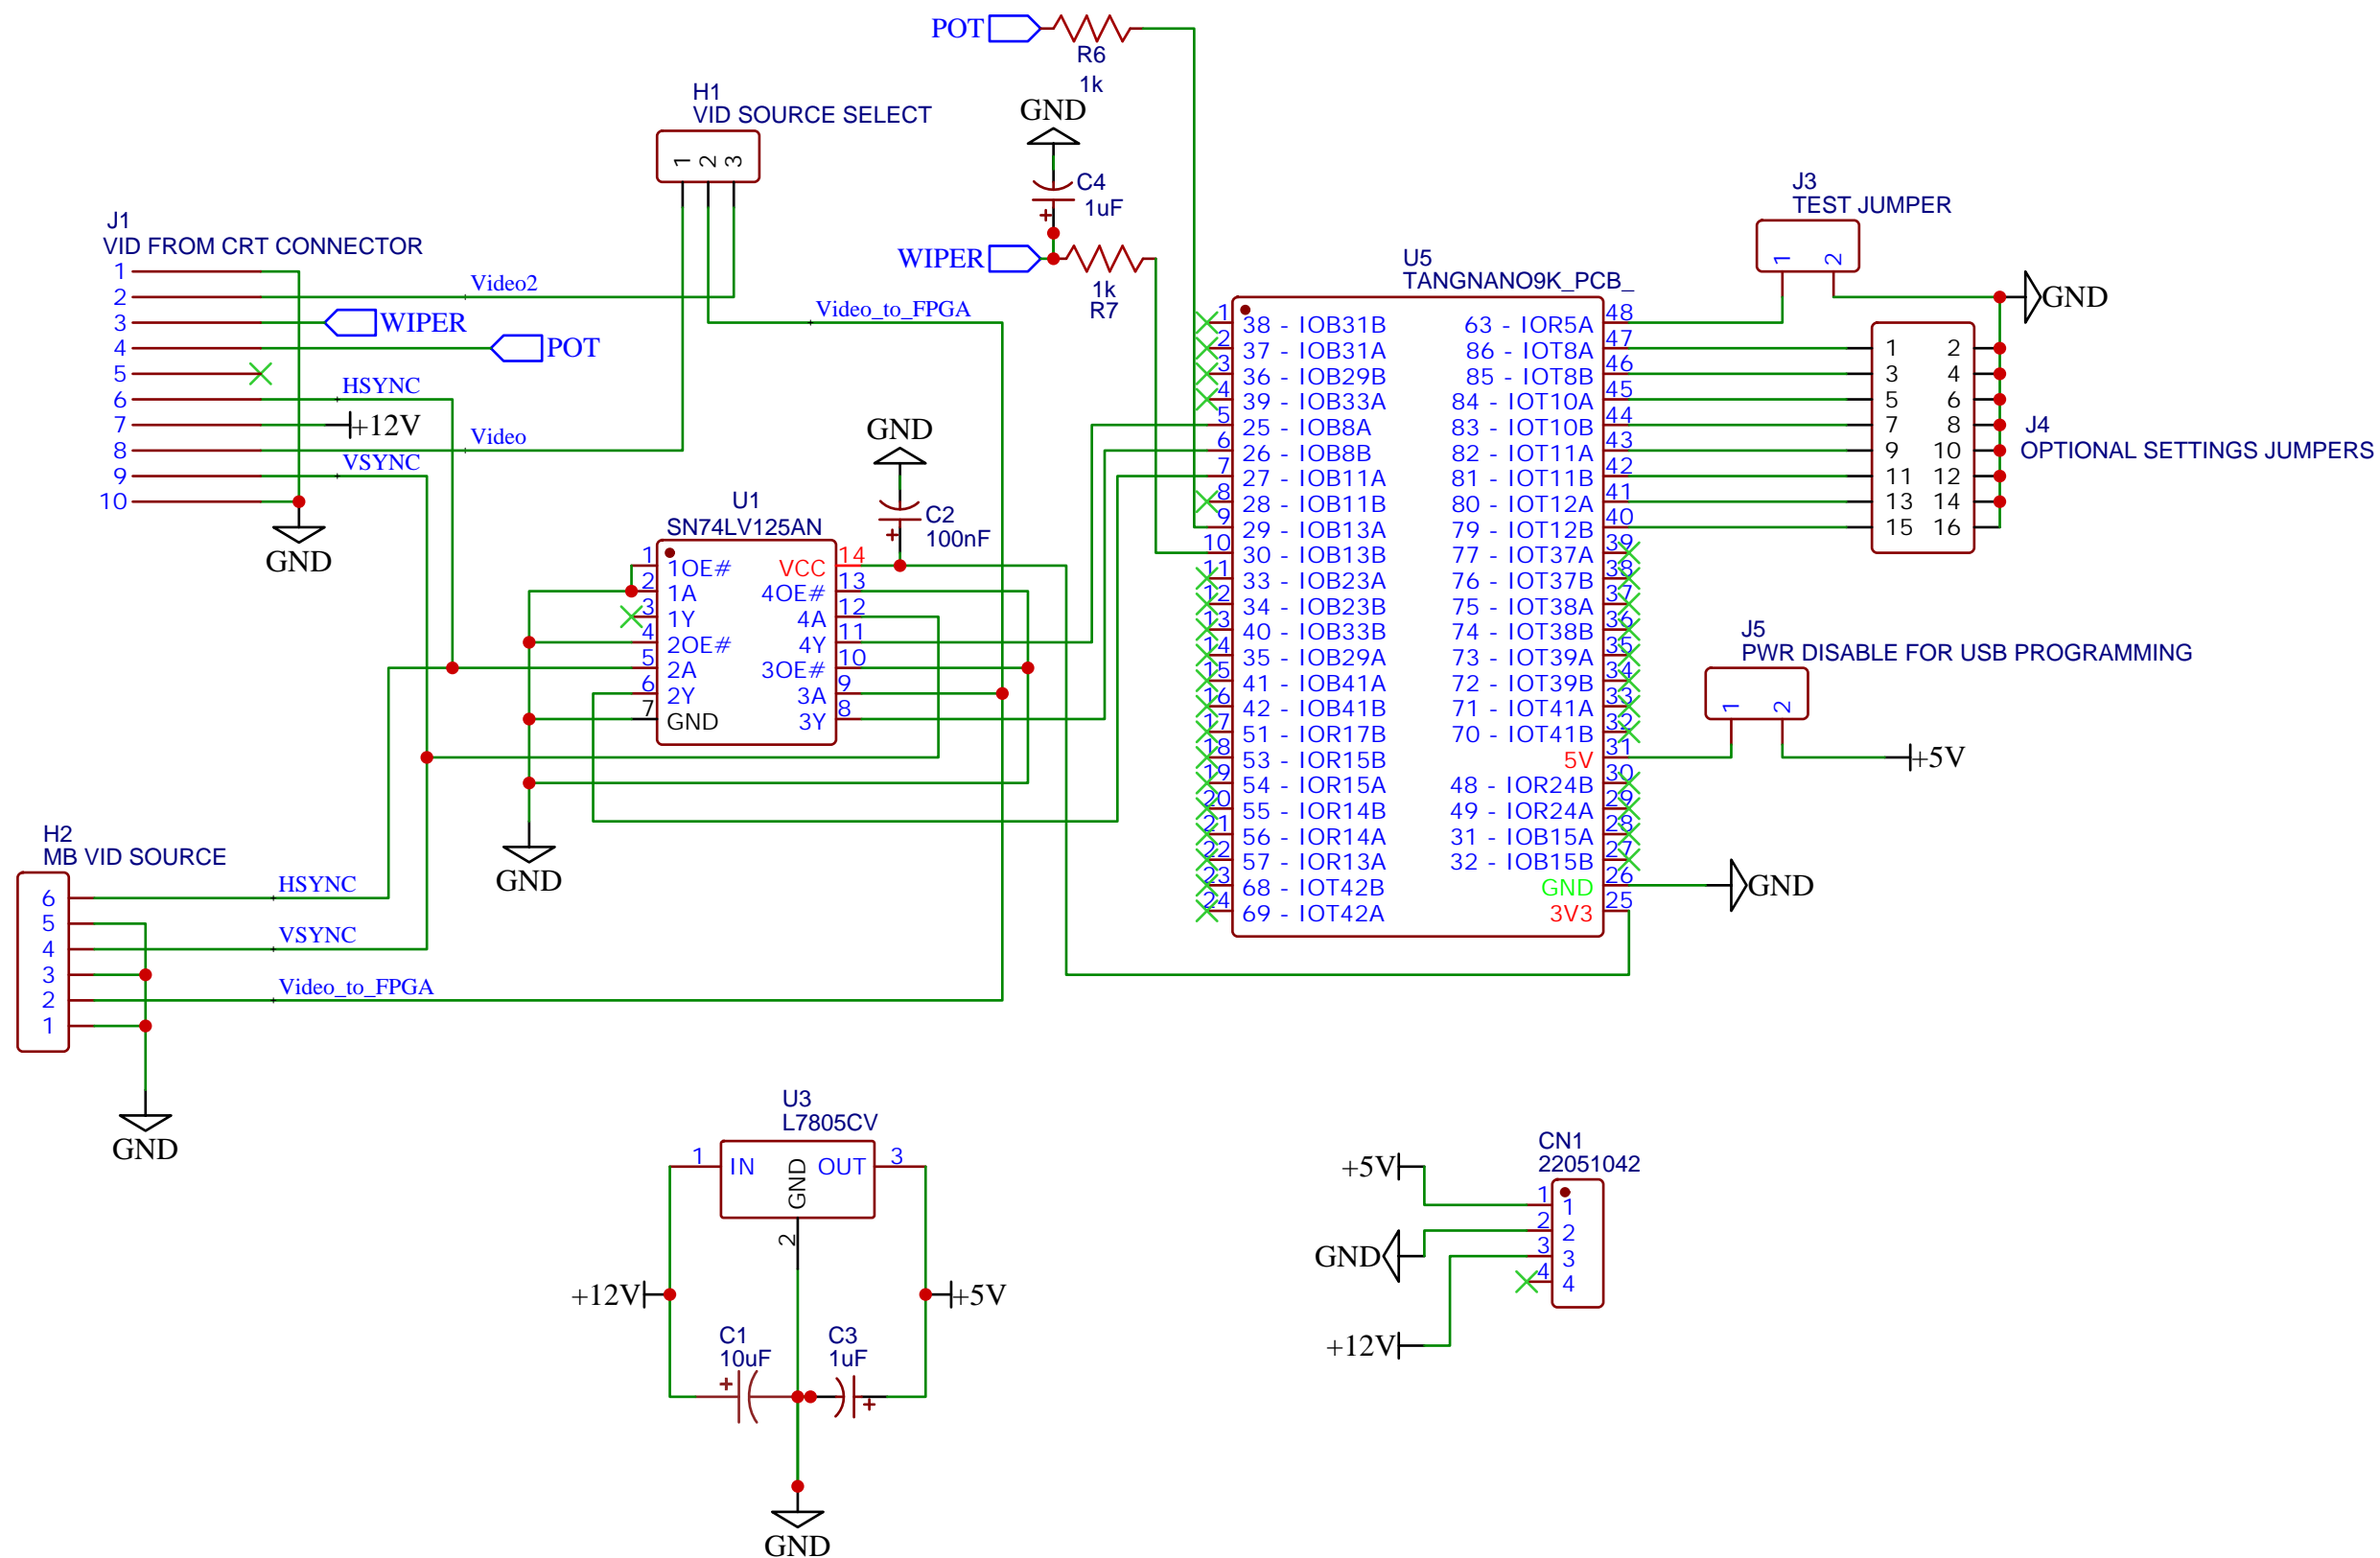 POT
R6
1k
H1
VID SOURCE SELECT
1
2
3
GND
C4
1uF
+
WIPER
1k
R7
J1
VID FROM CRT CONNECTOR
1
2
3
4
5
6
7
8
9
10
Video2
WIPER
POT
HSYNC
+12V
Video
VSYNC
GND
Video_to_FPGA
GND
C2
100nF
+
U1
SN74LV125AN
1 1OE#
2 1A
3 1Y
4 2OE#
5 2A
6 2Y
7 GND
VCC 14
4OE# 13
4A 12
4Y 11
3OE# 10
3A 9
3Y 8
GND
U5
TANGNANO9K_PCB_
1 38 - IOB31B
2 37 - IOB31A
3 36 - IOB29B
4 39 - IOB33A
5 25 - IOB8A
6 26 - IOB8B
7 27 - IOB11A
8 28 - IOB11B
9 29 - IOB13A
10 30 - IOB13B
11 33 - IOB23A
12 34 - IOB23B
13 40 - IOB33B
14 35 - IOB29A
15 41 - IOB41A
16 42 - IOB41B
17 51 - IOR17B
18 53 - IOR15B
19 54 - IOR15A
20 55 - IOR14B
21 56 - IOR14A
22 57 - IOR13A
23 68 - IOT42B
24 69 - IOT42A
63 - IOR5A 48
86 - IOT8A 47
85 - IOT8B 46
84 - IOT10A 45
83 - IOT10B 44
82 - IOT11A 43
81 - IOT11B 42
80 - IOT12A 41
79 - IOT12B 40
77 - IOT37A 39
76 - IOT37B 38
75 - IOT38A 37
74 - IOT38B 36
73 - IOT39A 35
72 - IOT39B 34
71 - IOT41A 33
70 - IOT41B 32
5V 31
48 - IOR24B 30
49 - IOR24A 29
31 - IOB15A 28
32 - IOB15B 27
GND 26
3V3 25
J3
TEST JUMPER
1
2
GND
1 2
3 4
5 6
7 8
9 10
11 12
13 14
15 16
J4
OPTIONAL SETTINGS JUMPERS
J5
PWR DISABLE FOR USB PROGRAMMING
1
2
+5V
GND
H2
MB VID SOURCE
6
5
4
3
2
1
HSYNC
VSYNC
Video_to_FPGA
GND
U3
L7805CV
1 IN
GND
2
OUT 3
+12V
+5V
C1
10uF
+
C3
1uF
+
GND
CN1
22051042
+5V
GND
+12V
1 1
2 2
3 3
4 4